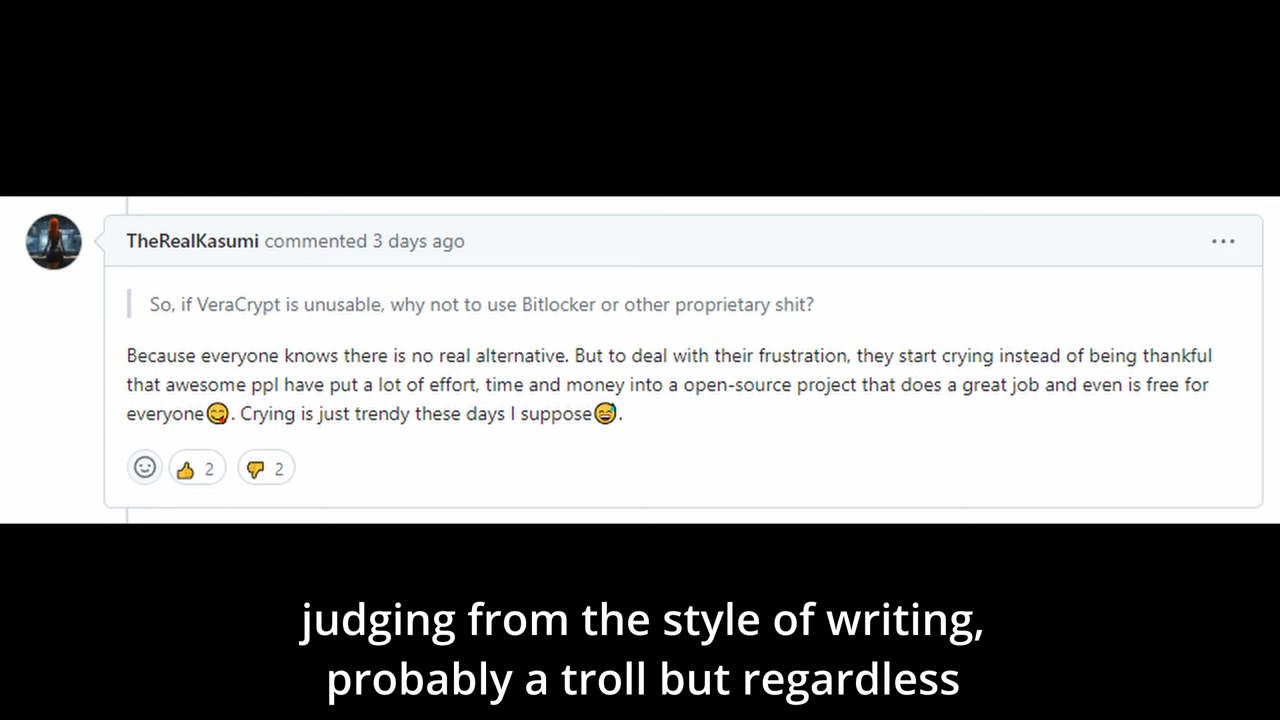 TheRealKasumi commented 3 days ago
So, if VeraCrypt is unusable, why not to use Bitlocker or other proprietary shit?
Because everyone knows there is no real alternative. But to deal with their frustration, they start crying instead of being thankful
that awesome ppl have put a lot of effort, time and money into a open-source project that does a great job and even is free for
everyone😋. Crying is just trendy these days I suppose😅.
👍 2 👎 2
judging from the style of writing,
probably a troll but regardless